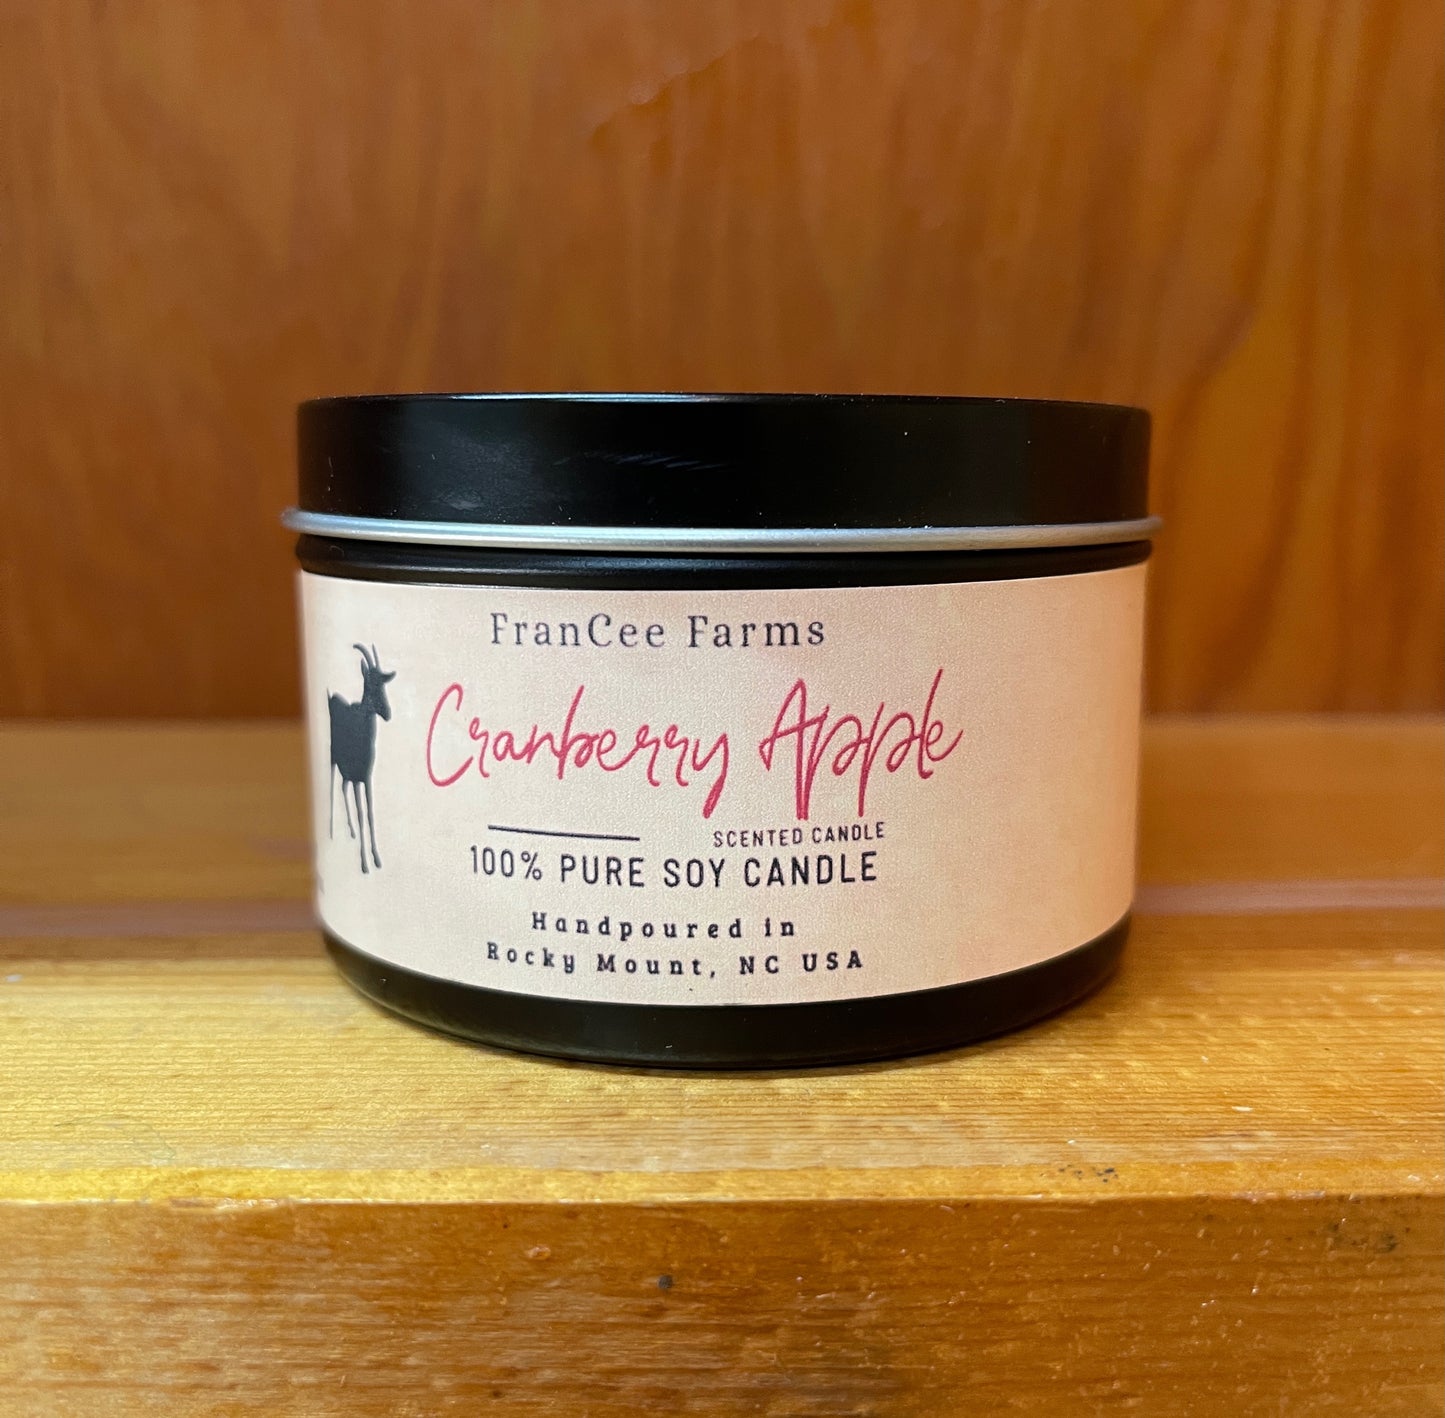 FranCee Farms
Cranberry Apple
SCENTED CANDLE
100% PURE SOY CANDLE
Handpoured in
Rocky Mount, NC USA